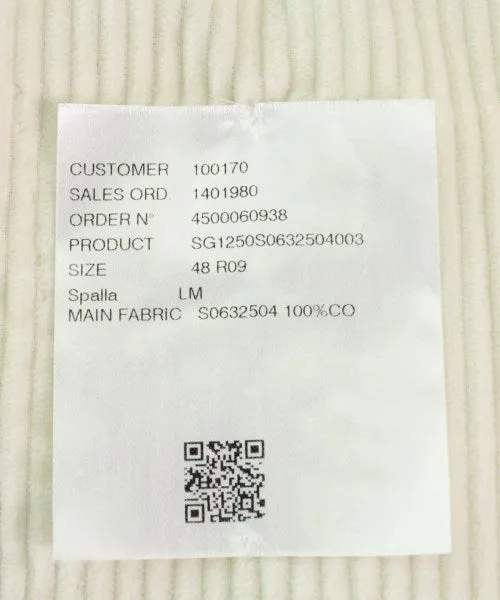 CUSTOMER 100170
SALES ORD. 1401980
ORDER N° 4500060938
PRODUCT SG1250S0632504003
SIZE 48 R09
Spalla LM
MAIN FABRIC S0632504 100%CO